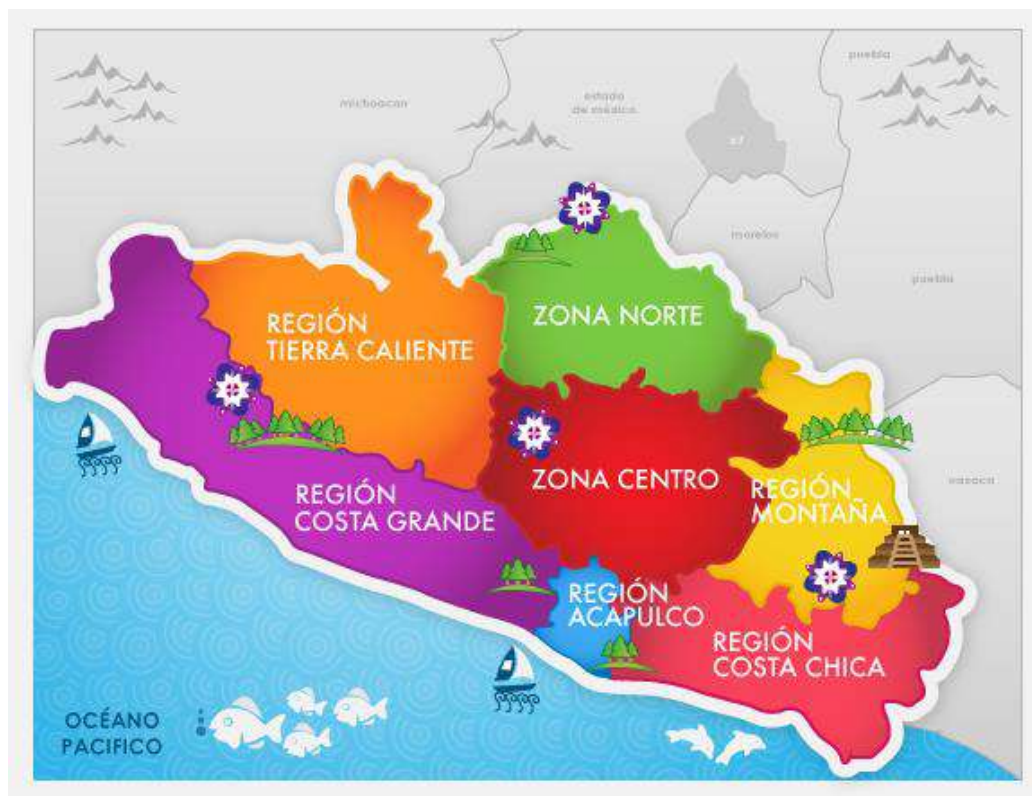 puebla
michoacan
estado
de méxico
morelos
puebla
ZONA NORTE
REGIÓN
TIERRA CALIENTE
ZONA CENTRO
oaxaca
REGIÓN
MONTAÑA
REGIÓN
COSTA GRANDE
REGIÓN
ACAPULCO
REGIÓN
COSTA CHICA
OCÉANO
PACIFICO